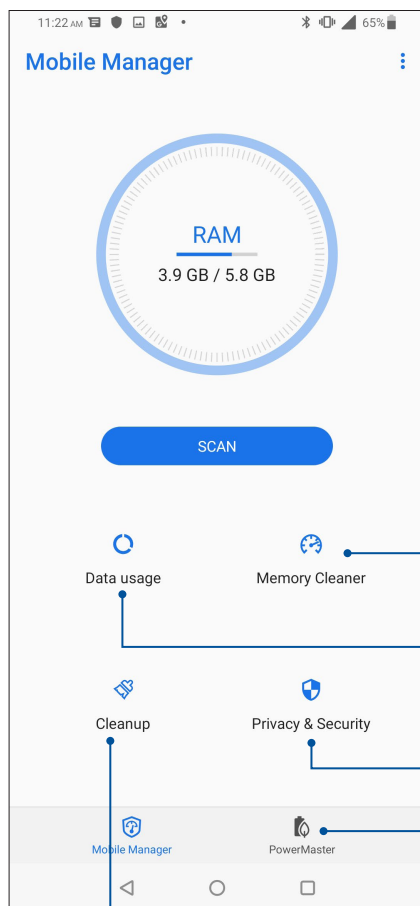 11:22 AM 65%
Mobile Manager
RAM
3.9 GB / 5.8 GB
SCAN
Data usage Memory Cleaner
Cleanup Privacy & Security
Mobile Manager PowerMaster